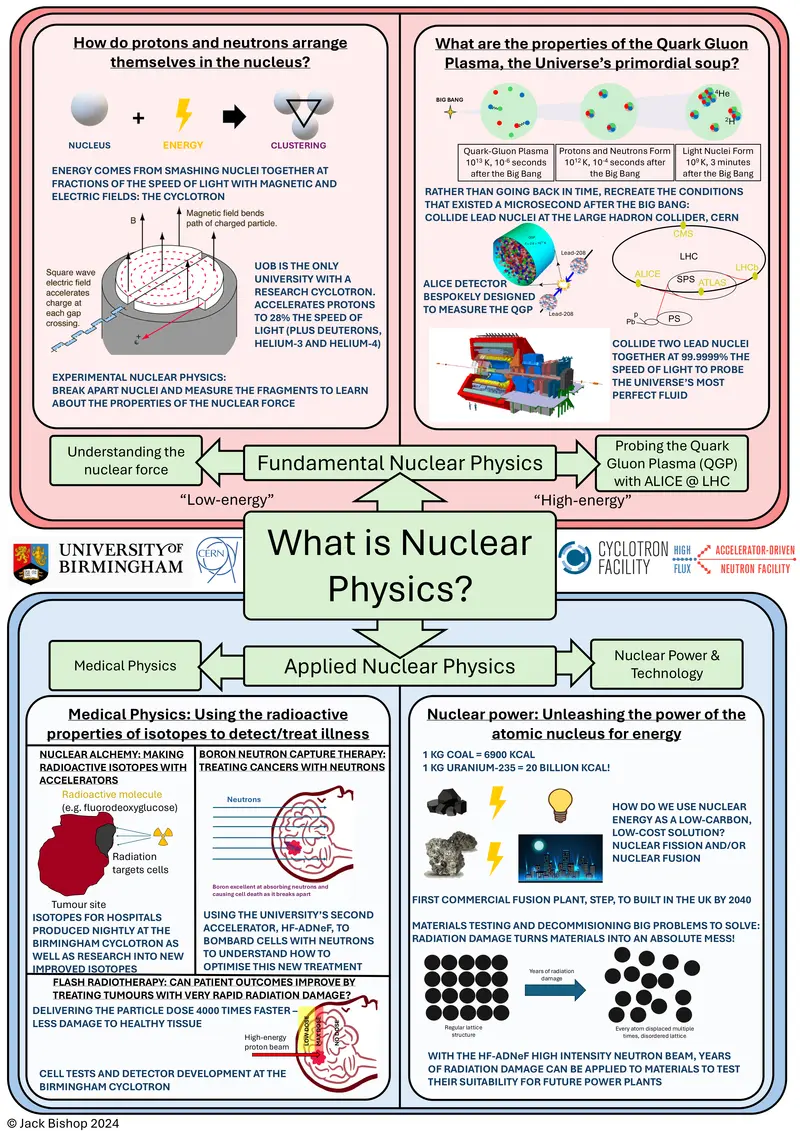 How do protons and neutrons arrange
themselves in the nucleus?
NUCLEUS
+
ENERGY
CLUSTERING
ENERGY COMES FROM SMASHING NUCLEI TOGETHER AT
FRACTIONS OF THE SPEED OF LIGHT WITH MAGNETIC AND
ELECTRIC FIELDS: THE CYCLOTRON
B
Magnetic field bends
path of charged particle.
Square wave
electric field
accelerates
charge at
each gap
crossing.
UOB IS THE ONLY
UNIVERSITY WITH A
RESEARCH CYCLOTRON.
ACCELERATES PROTONS
TO 28% THE SPEED OF
LIGHT (PLUS DEUTERONS,
HELIUM-3 AND HELIUM-4)
EXPERIMENTAL NUCLEAR PHYSICS:
BREAK APART NUCLEI AND MEASURE THE FRAGMENTS TO LEARN
ABOUT THE PROPERTIES OF THE NUCLEAR FORCE
What are the properties of the Quark Gluon
Plasma, the Universe's primordial soup?
BIG BANG
⁴He
²H
Quark-Gluon Plasma
10¹³ K, 10⁻⁶ seconds
after the Big Bang
Protons and Neutrons Form
10¹² K, 10⁻⁴ seconds after
the Big Bang
Light Nuclei Form
10⁹ K, 3 minutes
after the Big Bang
RATHER THAN GOING BACK IN TIME, RECREATE THE CONDITIONS
THAT EXISTED A MICROSECOND AFTER THE BIG BANG:
COLLIDE LEAD NUCLEI AT THE LARGE HADRON COLLIDER, CERN
QGP
Lead-208
Lead-208
ALICE DETECTOR
BESPOKELY DESIGNED
TO MEASURE THE QGP
CMS
LHC
ALICE
SPS
ATLAS
LHCb
p
Pb
PS
COLLIDE TWO LEAD NUCLEI
TOGETHER AT 99.9999% THE
SPEED OF LIGHT TO PROBE
THE UNIVERSE'S MOST
PERFECT FLUID
Understanding the
nuclear force
Fundamental Nuclear Physics
Probing the Quark
Gluon Plasma (QGP)
with ALICE @ LHC
"Low-energy"
"High-energy"
UNIVERSITY OF
BIRMINGHAM
CERN
What is Nuclear
Physics?
CYCLOTRON
FACILITY
HIGH
FLUX
ACCELERATOR-DRIVEN
NEUTRON FACILITY
Medical Physics
Applied Nuclear Physics
Nuclear Power &
Technology
Medical Physics: Using the radioactive
properties of isotopes to detect/treat illness
NUCLEAR ALCHEMY: MAKING
RADIOACTIVE ISOTOPES WITH
ACCELERATORS
Radioactive molecule
(e.g. fluorodeoxyglucose)
Radiation
targets cells
Tumour site
ISOTOPES FOR HOSPITALS
PRODUCED NIGHTLY AT THE
BIRMINGHAM CYCLOTRON AS
WELL AS RESEARCH INTO NEW
IMPROVED ISOTOPES
BORON NEUTRON CAPTURE THERAPY:
TREATING CANCERS WITH NEUTRONS
Neutrons
Boron excellent at absorbing neutrons and
causing cell death as it breaks apart
USING THE UNIVERSITY'S SECOND
ACCELERATOR, HF-ADNeF, TO
BOMBARD CELLS WITH NEUTRONS
TO UNDERSTAND HOW TO
OPTIMISE THIS NEW TREATMENT
FLASH RADIOTHERAPY: CAN PATIENT OUTCOMES IMPROVE BY
TREATING TUMOURS WITH VERY RAPID RADIATION DAMAGE?
DELIVERING THE PARTICLE DOSE 4000 TIMES FASTER –
LESS DAMAGE TO HEALTHY TISSUE
High-energy
proton beam
LOW-DOSE
MAX DOSE
NO DOSE
CELL TESTS AND DETECTOR DEVELOPMENT AT THE
BIRMINGHAM CYCLOTRON
Nuclear power: Unleashing the power of the
atomic nucleus for energy
1 KG COAL = 6900 KCAL
1 KG URANIUM-235 = 20 BILLION KCAL!
HOW DO WE USE NUCLEAR
ENERGY AS A LOW-CARBON,
LOW-COST SOLUTION?
NUCLEAR FISSION AND/OR
NUCLEAR FUSION
FIRST COMMERCIAL FUSION PLANT, STEP, TO BUILT IN THE UK BY 2040
MATERIALS TESTING AND DECOMMISIONING BIG PROBLEMS TO SOLVE:
RADIATION DAMAGE TURNS MATERIALS INTO AN ABSOLUTE MESS!
Years of radiation
damage
Regular lattice
structure
Every atom displaced multiple
times, disordered lattice
WITH THE HF-ADNeF HIGH INTENSITY NEUTRON BEAM, YEARS
OF RADIATION DAMAGE CAN BE APPLIED TO MATERIALS TO TEST
THEIR SUITABILITY FOR FUTURE POWER PLANTS
© Jack Bishop 2024